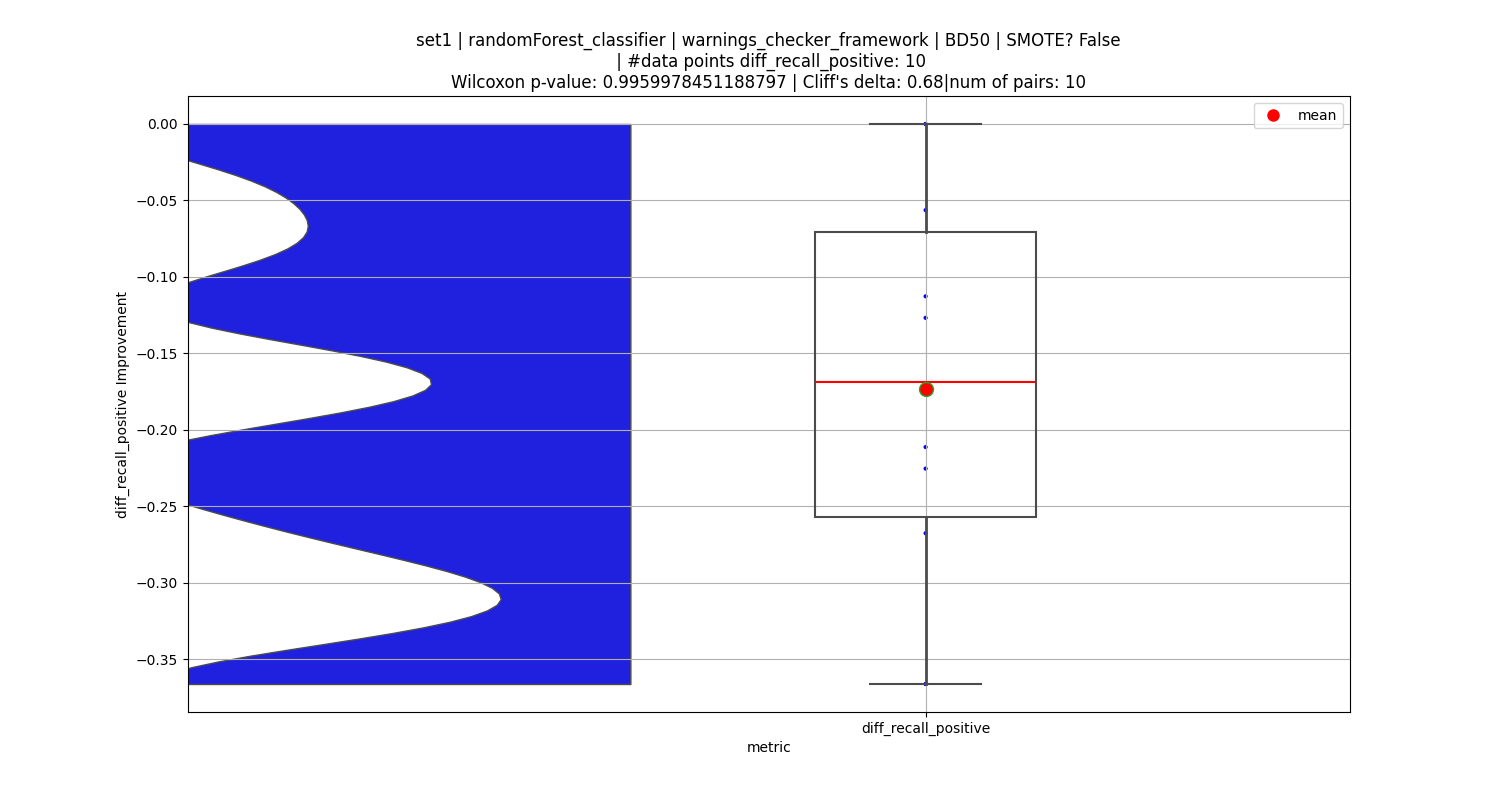 set1 | randomForest_classifier | warnings_checker_framework | BD50 | SMOTE? False
| #data points diff_recall_positive: 10
Wilcoxon p-value: 0.9959978451188797 | Cliff's delta: 0.68|num of pairs: 10
mean
0.00
−0.05
−0.10
−0.15
−0.20
−0.25
−0.30
−0.35
diff_recall_positive Improvement
diff_recall_positive
metric